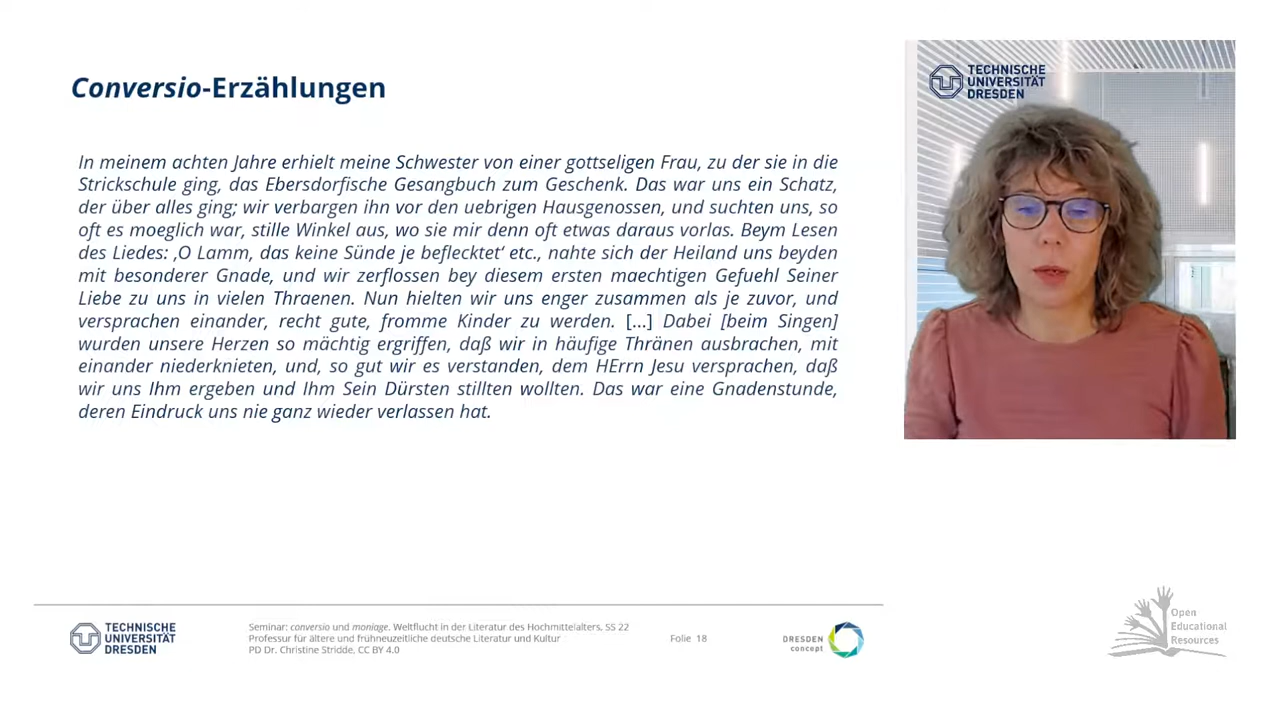 Conversio-Erzählungen
In meinem achten Jahre erhielt meine Schwester von einer gottseligen Frau, zu der sie in die
Strickschule ging, das Ebersdorfische Gesangbuch zum Geschenk. Das war uns ein Schatz,
der über alles ging; wir verbargen ihn vor den uebrigen Hausgenossen, und suchten uns, so
oft es moeglich war, stille Winkel aus, wo sie mir denn oft etwas daraus vorlas. Beym Lesen
des Liedes: ‚O Lamm, das keine Sünde je beflecktet‘ etc., nahte sich der Heiland uns beyden
mit besonderer Gnade, und wir zerflossen bey diesem ersten maechtigen Gefuehl Seiner
Liebe zu uns in vielen Thraenen. Nun hielten wir uns enger zusammen als je zuvor, und
versprachen einander, recht gute, fromme Kinder zu werden. [...] Dabei [beim Singen]
wurden unsere Herzen so mächtig ergriffen, daß wir in häufige Thränen ausbrachen, mit
einander niederknieten, und, so gut wir es verstanden, dem HErrn Jesu versprachen, daß
wir uns Ihm ergeben und Ihm Sein Dürsten stillten wollten. Das war eine Gnadenstunde,
deren Eindruck uns nie ganz wieder verlassen hat.
TECHNISCHE
UNIVERSITÄT
DRESDEN
TECHNISCHE
UNIVERSITÄT
DRESDEN
Seminar: conversio und moniage. Weltflucht in der Literatur des Hochmittelalters, SS 22
Professur für ältere und frühneuzeitliche deutsche Literatur und Kultur
PD Dr. Christine Stridde, CC BY 4.0
Folie 18
DRESDEN
concept
Open
Educational
Resources